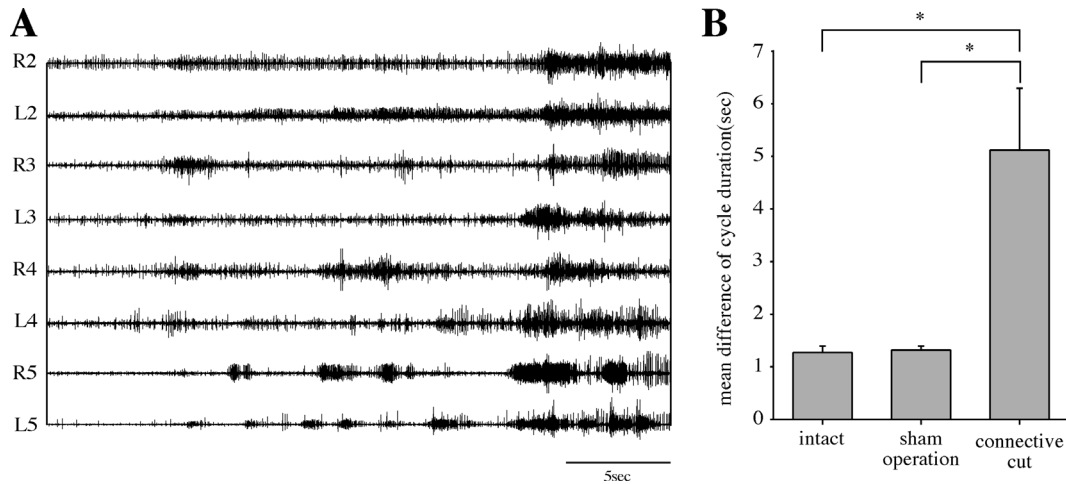 A
R2
L2
R3
L3
R4
L4
R5
L5
5sec
B
* 
*
mean difference of cycle duration(sec)
7
6
5
4
3
2
1
0
intact
sham
operation
connective
cut